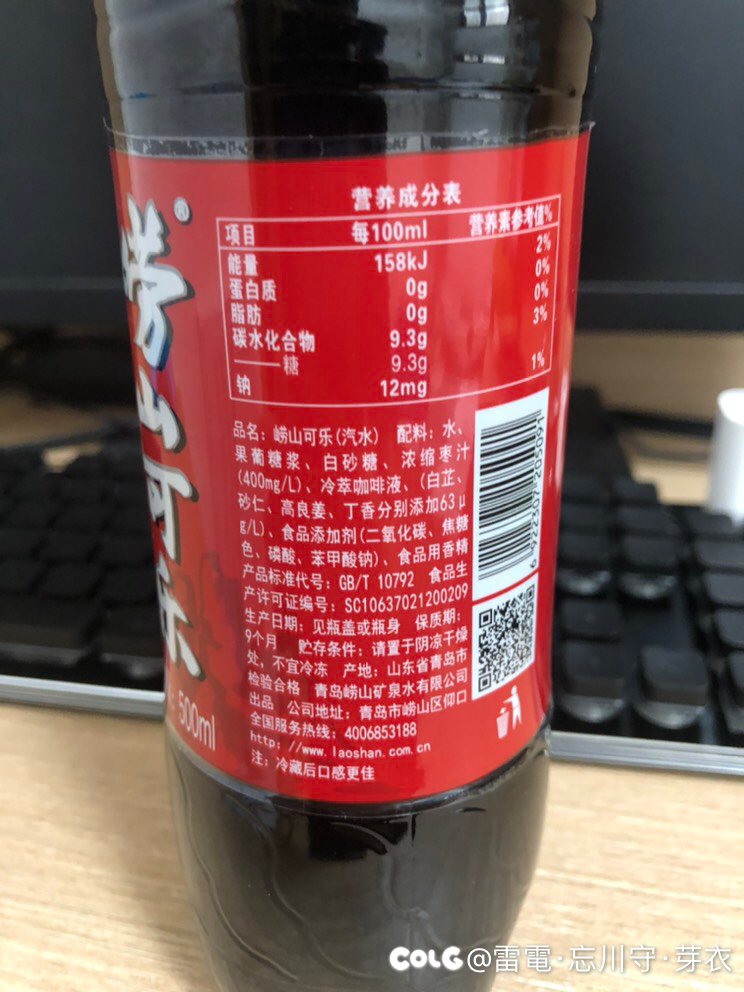 崂山可乐®
500ml
营养成分表
项目 每100ml 营养素参考值%
能量 158kJ 2%
蛋白质 0g 0%
脂肪 0g 0%
碳水化合物 9.3g 3%
——糖 9.3g
钠 12mg 1%
品名：崂山可乐(汽水) 配料：水、
果葡糖浆、白砂糖、浓缩枣汁
(400mg/L)、冷萃咖啡液、(白芷、
砂仁、高良姜、丁香分别添加63μ
g/L)、食品添加剂(二氧化碳、焦糖
色、磷酸、苯甲酸钠)、食品用香精
产品标准代号：GB/T 10792 食品生
产许可证编号：SC10637021200209
生产日期：见瓶盖或瓶身 保质期：
9个月 贮存条件：请置于阴凉干燥
处，不宜冷冻 产地：山东省青岛市
检验合格 青岛崂山矿泉水有限公司
出品 公司地址：青岛市崂山区仰口
全国服务热线：4006853188
http://www.laoshan.com.cn
注：冷藏后口感更佳
6 922307 205091
COLG @雷電·忘川守·芽衣